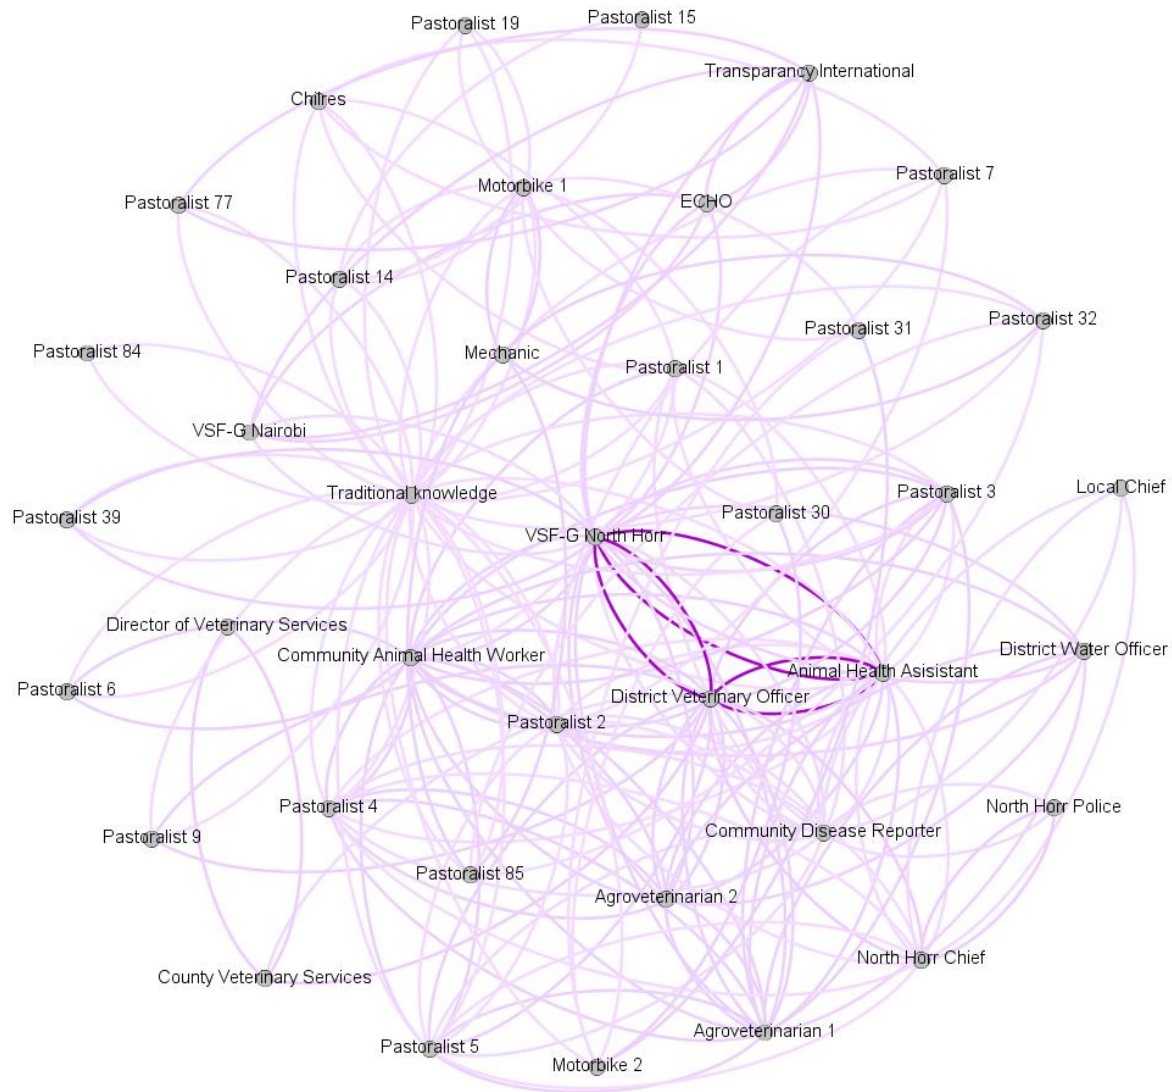 Pastoralist 15
Pastoralist 19
Transparancy International
Chilres
Pastoralist 7
Motorbike 1
ECHO
Pastoralist 77
Pastoralist 14
Pastoralist 32
Pastoralist 31
Pastoralist 84
Mechanic
Pastoralist 1
VSF-G Nairobi
Local Chief
Traditional knowledge
Pastoralist 3
Pastoralist 30
Pastoralist 39
VSF-G North Horr
Director of Veterinary Services
District Water Officer
Community Animal Health Worker
Animal Health Asisistant
Pastoralist 6
District Veterinary Officer
Pastoralist 2
Pastoralist 4
North Horr Police
Community Disease Reporter
Pastoralist 9
Pastoralist 85
Agroveterinarian 2
North Horr Chief
County Veterinary Services
Agroveterinarian 1
Pastoralist 5
Motorbike 2